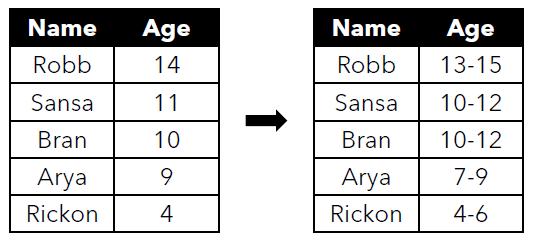 Name Age
Robb 14
Sansa 11
Bran 10
Arya 9
Rickon 4
Name Age
Robb 13-15
Sansa 10-12
Bran 10-12
Arya 7-9
Rickon 4-6